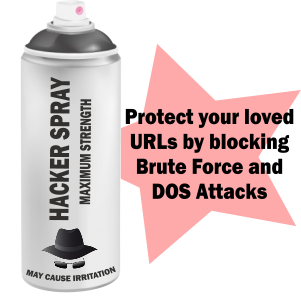 HACKER SPRAY
MAXIMUM STRENGTH
MAY CAUSE IRRITATION
Protect your loved
URLs by blocking
Brute Force and
DOS Attacks